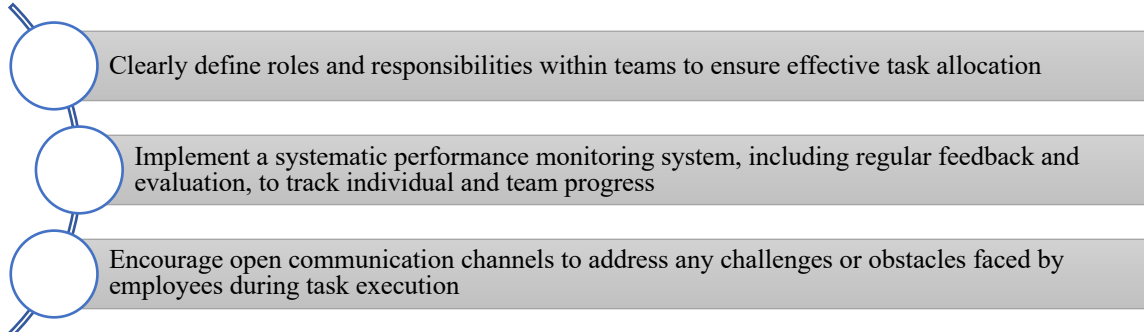 Clearly define roles and responsibilities within teams to ensure effective task allocation
Implement a systematic performance monitoring system, including regular feedback and
evaluation, to track individual and team progress
Encourage open communication channels to address any challenges or obstacles faced by
employees during task execution